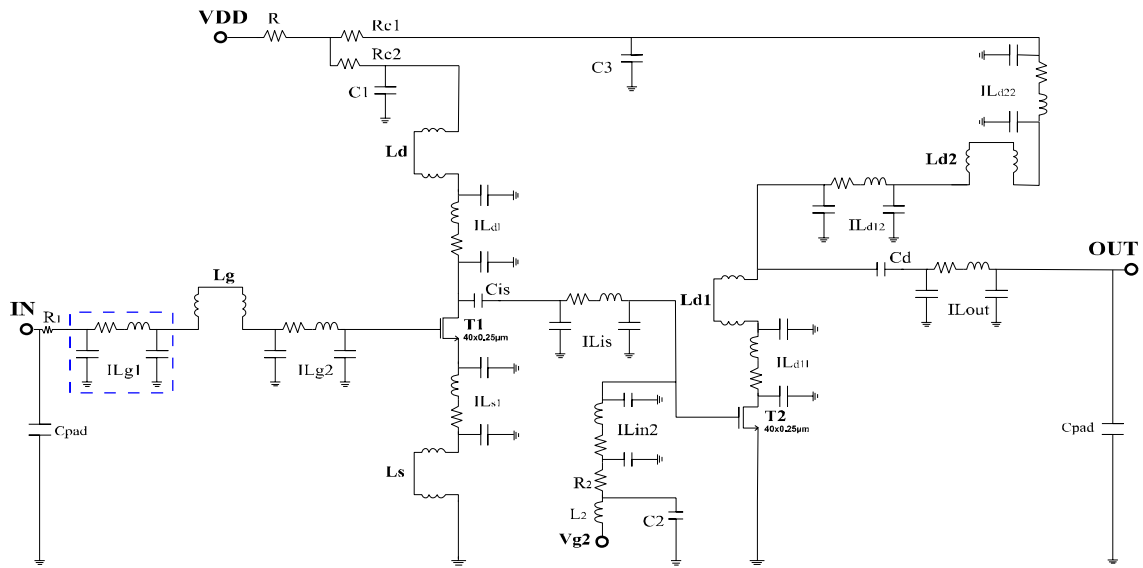 VDD
R
Rc1
Rc2
C1
C3
ILd22
Ld
Ld2
ILd1
ILd12
OUT
Lg
Cd
Cis
Ld1
IN
R1
ILout
T1
40x0.25µm
ILg1
ILg2
ILis
ILd11
ILs1
T2
40x0.25µm
Cpad
ILin2
Cpad
Ls
R2
L2
C2
Vg2